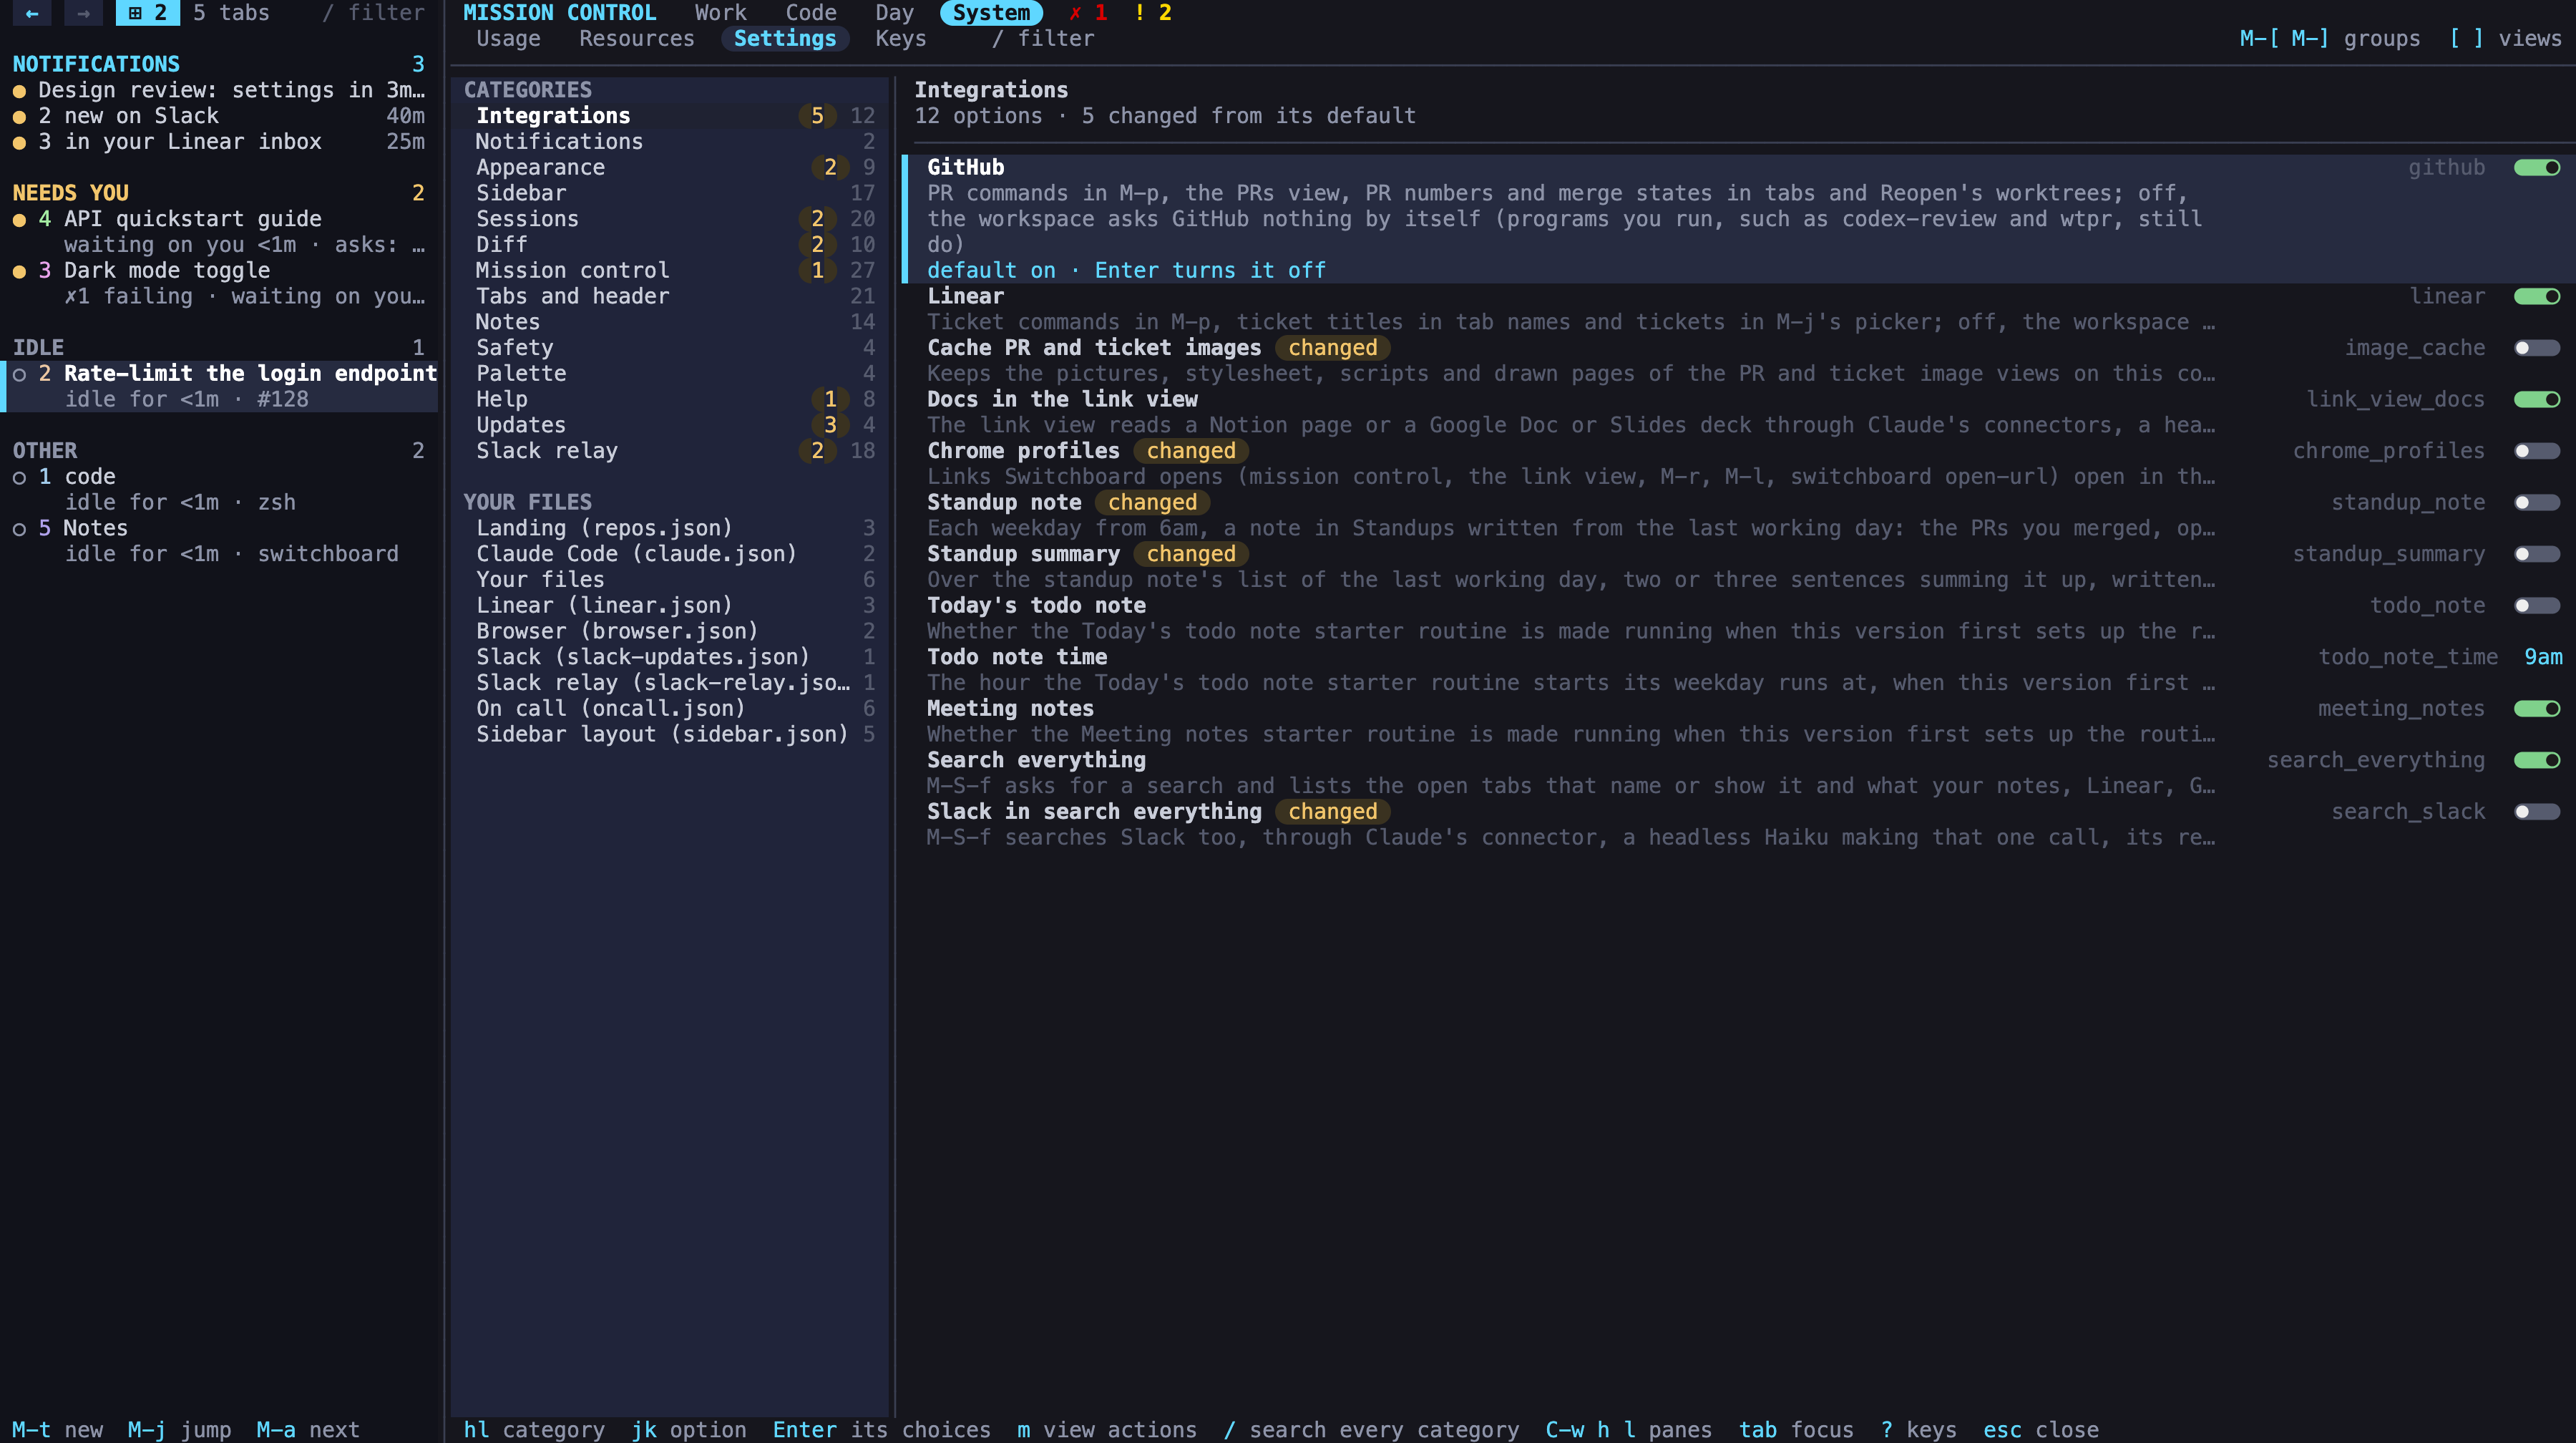 ← → ⊞ 2 5 tabs / filter
NOTIFICATIONS 3
● Design review: settings in 3m…
● 2 new on Slack 40m
● 3 in your Linear inbox 25m
NEEDS YOU 2
● 4 API quickstart guide
waiting on you <1m · asks: …
● 3 Dark mode toggle
✗1 failing · waiting on you…
IDLE 1
○ 2 Rate-limit the login endpoint
idle for <1m · #128
OTHER 2
○ 1 code
idle for <1m · zsh
○ 5 Notes
idle for <1m · switchboard
M-t new M-j jump M-a next
MISSION CONTROL Work Code Day System ✗ 1 ! 2
Usage Resources Settings Keys / filter M-[ M-] groups [ ] views
CATEGORIES
Integrations 5 12
Notifications 2
Appearance 2 9
Sidebar 17
Sessions 2 20
Diff 2 10
Mission control 1 27
Tabs and header 21
Notes 14
Safety 4
Palette 4
Help 1 8
Updates 3 4
Slack relay 2 18
YOUR FILES
Landing (repos.json) 3
Claude Code (claude.json) 2
Your files 6
Linear (linear.json) 3
Browser (browser.json) 2
Slack (slack-updates.json) 1
Slack relay (slack-relay.jso… 1
On call (oncall.json) 6
Sidebar layout (sidebar.json) 5
Integrations
12 options · 5 changed from its default
GitHub github
PR commands in M-p, the PRs view, PR numbers and merge states in tabs and Reopen's worktrees; off,
the workspace asks GitHub nothing by itself (programs you run, such as codex-review and wtpr, still
do)
default on · Enter turns it off
Linear linear
Ticket commands in M-p, ticket titles in tab names and tickets in M-j's picker; off, the workspace …
Cache PR and ticket images changed image_cache
Keeps the pictures, stylesheet, scripts and drawn pages of the PR and ticket image views on this co…
Docs in the link view link_view_docs
The link view reads a Notion page or a Google Doc or Slides deck through Claude's connectors, a hea…
Chrome profiles changed chrome_profiles
Links Switchboard opens (mission control, the link view, M-r, M-l, switchboard open-url) open in th…
Standup note changed standup_note
Each weekday from 6am, a note in Standups written from the last working day: the PRs you merged, op…
Standup summary changed standup_summary
Over the standup note's list of the last working day, two or three sentences summing it up, written…
Today's todo note todo_note
Whether the Today's todo note starter routine is made running when this version first sets up the r…
Todo note time todo_note_time 9am
The hour the Today's todo note starter routine starts its weekday runs at, when this version first …
Meeting notes meeting_notes
Whether the Meeting notes starter routine is made running when this version first sets up the routi…
Search everything search_everything
M-S-f asks for a search and lists the open tabs that name or show it and what your notes, Linear, G…
Slack in search everything changed search_slack
M-S-f searches Slack too, through Claude's connector, a headless Haiku making that one call, its re…
hl category jk option Enter its choices m view actions / search every category C-w h l panes tab focus ? keys esc close